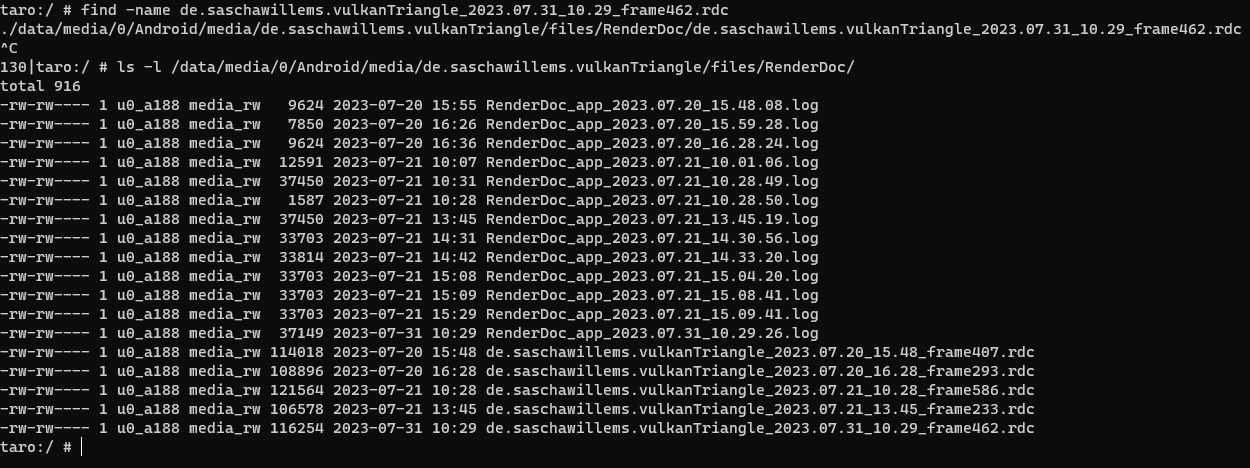 taro:/ # find -name de.saschawillems.vulkanTriangle_2023.07.31_10.29_frame462.rdc
./data/media/0/Android/media/de.saschawillems.vulkanTriangle/files/RenderDoc/de.saschawillems.vulkanTriangle_2023.07.31_10.29_frame462.rdc
^C
130|taro:/ # ls -l /data/media/0/Android/media/de.saschawillems.vulkanTriangle/files/RenderDoc/
total 916
-rw-rw---- 1 u0_a188 media_rw   9624 2023-07-20 15:55 RenderDoc_app_2023.07.20_15.48.08.log
-rw-rw---- 1 u0_a188 media_rw   7850 2023-07-20 16:26 RenderDoc_app_2023.07.20_15.59.28.log
-rw-rw---- 1 u0_a188 media_rw   9624 2023-07-20 16:36 RenderDoc_app_2023.07.20_16.28.24.log
-rw-rw---- 1 u0_a188 media_rw  12591 2023-07-21 10:07 RenderDoc_app_2023.07.21_10.01.06.log
-rw-rw---- 1 u0_a188 media_rw  37450 2023-07-21 10:31 RenderDoc_app_2023.07.21_10.28.49.log
-rw-rw---- 1 u0_a188 media_rw   1587 2023-07-21 10:28 RenderDoc_app_2023.07.21_10.28.50.log
-rw-rw---- 1 u0_a188 media_rw  37450 2023-07-21 13:45 RenderDoc_app_2023.07.21_13.45.19.log
-rw-rw---- 1 u0_a188 media_rw  33703 2023-07-21 14:31 RenderDoc_app_2023.07.21_14.30.56.log
-rw-rw---- 1 u0_a188 media_rw  33814 2023-07-21 14:42 RenderDoc_app_2023.07.21_14.33.20.log
-rw-rw---- 1 u0_a188 media_rw  33703 2023-07-21 15:08 RenderDoc_app_2023.07.21_15.04.20.log
-rw-rw---- 1 u0_a188 media_rw  33703 2023-07-21 15:09 RenderDoc_app_2023.07.21_15.08.41.log
-rw-rw---- 1 u0_a188 media_rw  33703 2023-07-21 15:29 RenderDoc_app_2023.07.21_15.09.41.log
-rw-rw---- 1 u0_a188 media_rw  37149 2023-07-31 10:29 RenderDoc_app_2023.07.31_10.29.26.log
-rw-rw---- 1 u0_a188 media_rw 114018 2023-07-20 15:48 de.saschawillems.vulkanTriangle_2023.07.20_15.48_frame407.rdc
-rw-rw---- 1 u0_a188 media_rw 108896 2023-07-20 16:28 de.saschawillems.vulkanTriangle_2023.07.20_16.28_frame293.rdc
-rw-rw---- 1 u0_a188 media_rw 121564 2023-07-21 10:28 de.saschawillems.vulkanTriangle_2023.07.21_10.28_frame586.rdc
-rw-rw---- 1 u0_a188 media_rw 106578 2023-07-21 13:45 de.saschawillems.vulkanTriangle_2023.07.21_13.45_frame233.rdc
-rw-rw---- 1 u0_a188 media_rw 116254 2023-07-31 10:29 de.saschawillems.vulkanTriangle_2023.07.31_10.29_frame462.rdc
taro:/ #